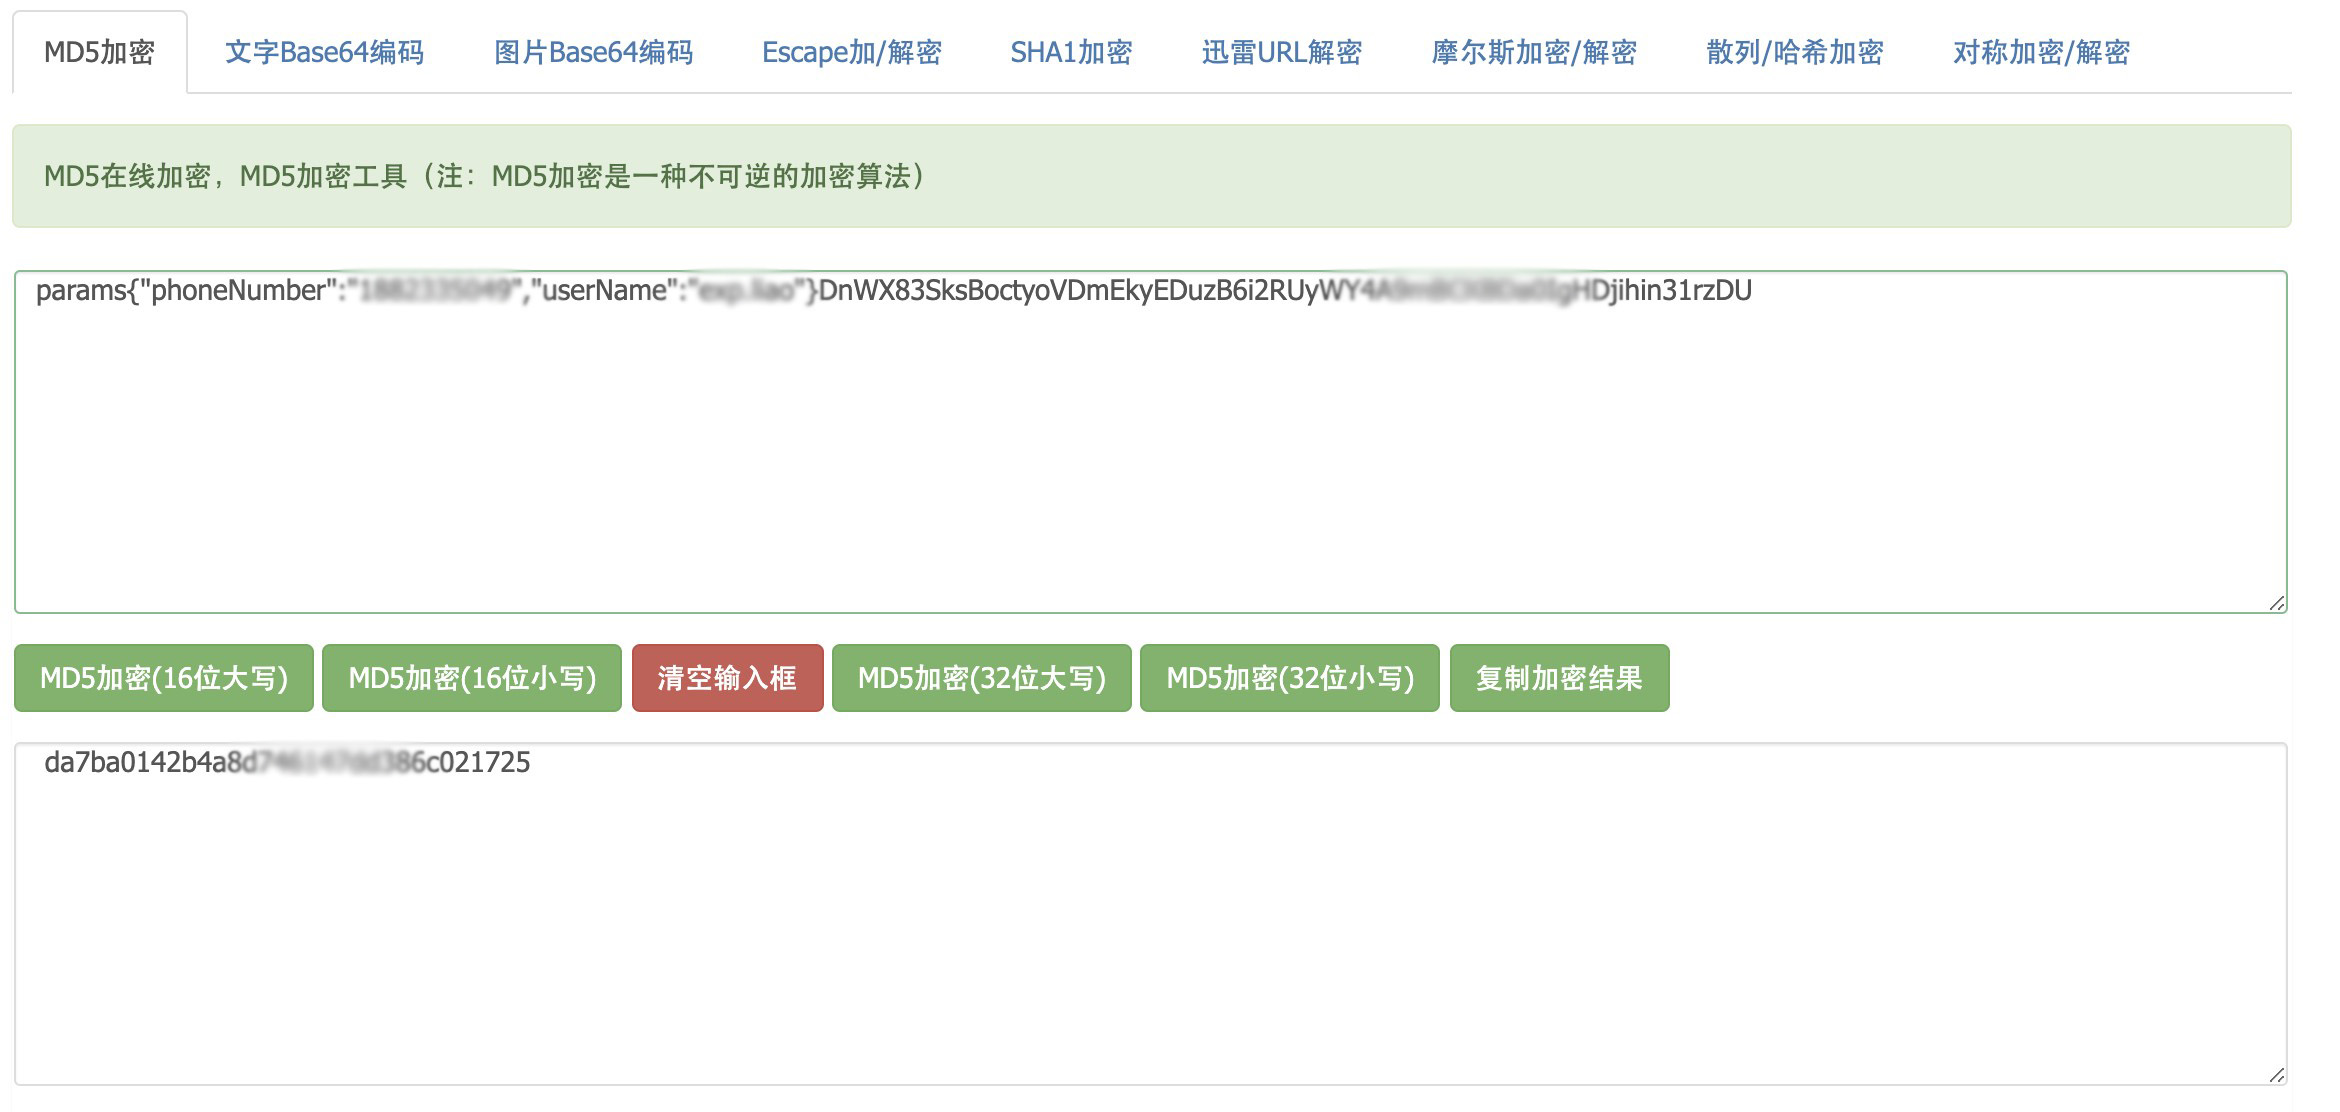 MD5加密 文字Base64编码 图片Base64编码 Escape加/解密 SHA1加密 迅雷URL解密 摩尔斯加密/解密 散列/哈希加密 对称加密/解密
MD5在线加密，MD5加密工具（注：MD5加密是一种不可逆的加密算法）
params{"phoneNumber":" ","userName":" "}DnWX83SksBoctyoVDmEkyEDuzB6i2RUyWY4A Djihin31rzDU
MD5加密(16位大写) MD5加密(16位小写) 清空输入框 MD5加密(32位大写) MD5加密(32位小写) 复制加密结果
da7ba0142b4a8d 86c021725